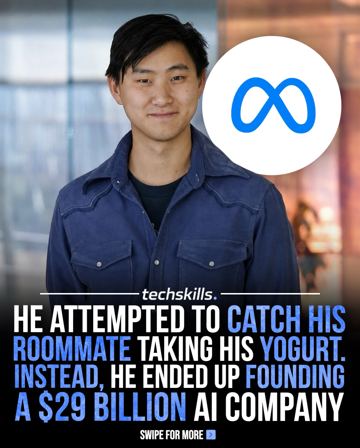 techskills.
HE ATTEMPTED TO CATCH HIS
ROOMMATE TAKING HIS YOGURT.
INSTEAD, HE ENDED UP FOUNDING
A $29 BILLION AI COMPANY
SWIPE FOR MORE